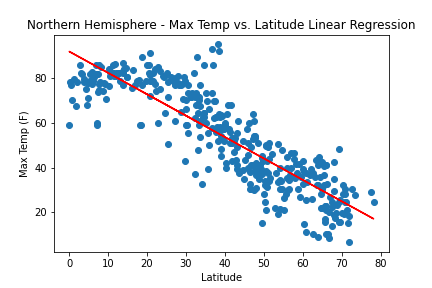 Northern Hemisphere - Max Temp vs. Latitude Linear Regression
Max Temp (F)
80
60
40
20
0 10 20 30 40 50 60 70 80
Latitude